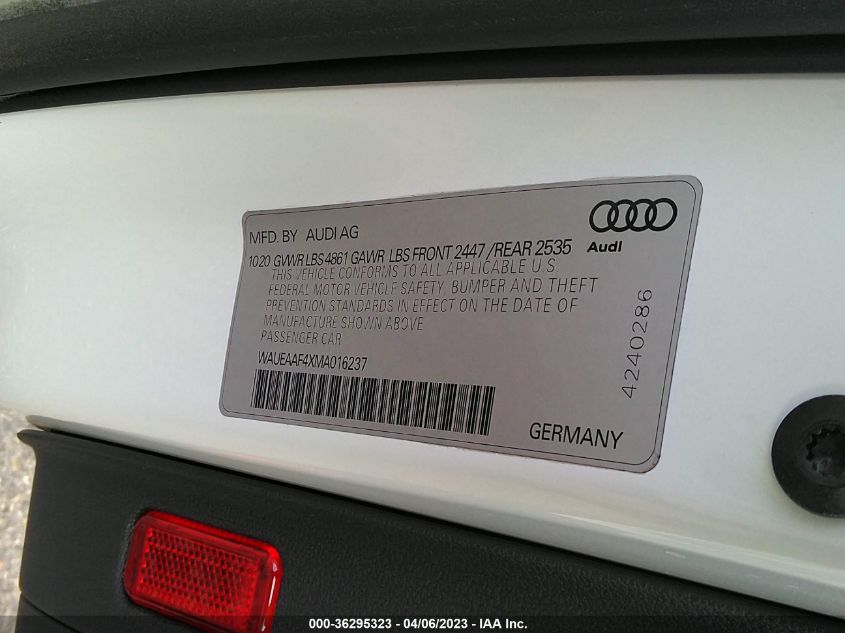 MFD. BY AUDI AG
10 20 GVWR LBS 4861 GAWR LBS FRONT 2447 / REAR 2535
THIS VEHICLE CONFORMS TO ALL APPLICABLE U.S.
FEDERAL MOTOR VEHICLE SAFETY, BUMPER AND THEFT
PREVENTION STANDARDS IN EFFECT ON THE DATE OF
MANUFACTURE SHOWN ABOVE
PASSENGER CAR
WAUEAAF4XMA016237
Audi
4240286
GERMANY
000-36295323 - 04/06/2023 - IAA Inc.